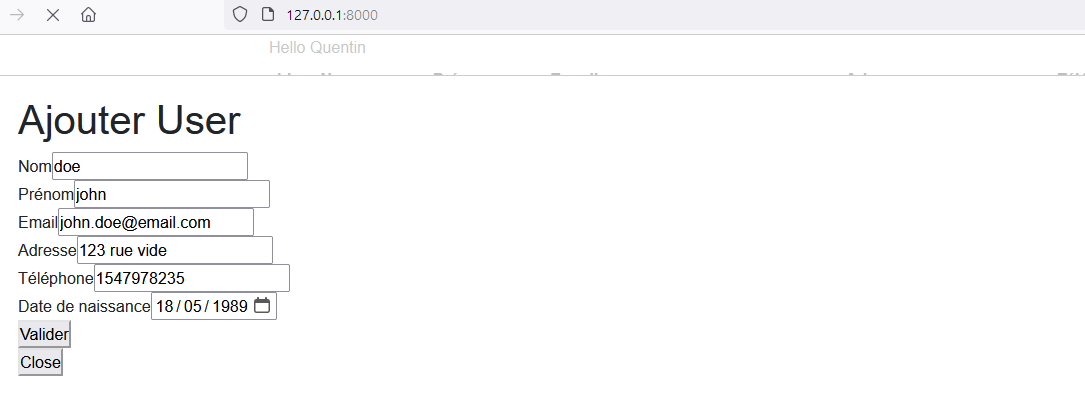 127.0.0.1:8000
Hello Quentin
Ajouter User
Nom doe
Prénom john
Email john.doe@email.com
Adresse 123 rue vide
Téléphone 1547978235
Date de naissance 18/05/1989
Valider
Close